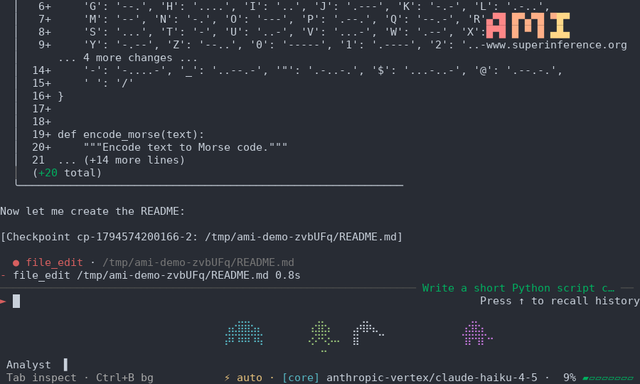 6+     'G': '--.', 'H': '....', 'I': '..', 'J': '.---', 'K': '-.-', 'L': '.-..',
7+     'M': '--', 'N': '-.', 'O': '---', 'P': '.--.', 'Q': '--.-', 'R'
AMI
8+     'S': '...', 'T': '-', 'U': '..-', 'V': '...-', 'W': '.--', 'X':
9+     'Y': '-.--', 'Z': '--..', '0': '-----', '1': '.----', '2': '..-www.superinference.org
... 4 more changes ...
14+     '-': '-....-', '_': '..--.-', '"': '.-..-.', '$': '...-..-', '@': '.--.-.',
15+     ' ': '/'
16+ }
17+
18+
19+ def encode_morse(text):
20+     """Encode text to Morse code."""
21  ... (+14 more lines)
(+20 total)
Now let me create the README:
[Checkpoint cp-1794574200166-2: /tmp/ami-demo-zvbUFq/README.md]
● file_edit · /tmp/ami-demo-zvbUFq/README.md
- file_edit /tmp/ami-demo-zvbUFq/README.md 0.8s
Write a short Python script c…
► Press ↑ to recall history
Analyst
Tab inspect · Ctrl+B bg ⚡ auto · [core] anthropic-vertex/claude-haiku-4-5 · 9%